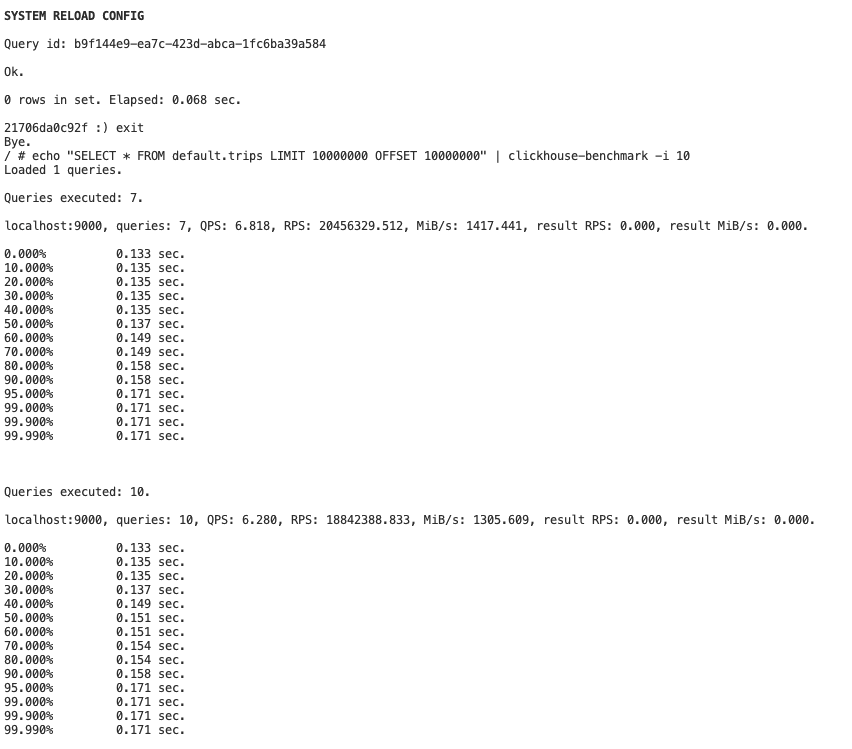 SYSTEM RELOAD CONFIG
Query id: b9f144e9-ea7c-423d-abca-1fc6ba39a584
Ok.
0 rows in set. Elapsed: 0.068 sec.
21706da0c92f :) exit
Bye.
/ # echo "SELECT * FROM default.trips LIMIT 10000000 OFFSET 10000000" | clickhouse-benchmark -i 10
Loaded 1 queries.
Queries executed: 7.
localhost:9000, queries: 7, QPS: 6.818, RPS: 20456329.512, MiB/s: 1417.441, result RPS: 0.000, result MiB/s: 0.000.
0.000% 0.133 sec.
10.000% 0.135 sec.
20.000% 0.135 sec.
30.000% 0.135 sec.
40.000% 0.135 sec.
50.000% 0.137 sec.
60.000% 0.149 sec.
70.000% 0.149 sec.
80.000% 0.158 sec.
90.000% 0.158 sec.
95.000% 0.171 sec.
99.000% 0.171 sec.
99.900% 0.171 sec.
99.990% 0.171 sec.
Queries executed: 10.
localhost:9000, queries: 10, QPS: 6.280, RPS: 18842388.833, MiB/s: 1305.609, result RPS: 0.000, result MiB/s: 0.000.
0.000% 0.133 sec.
10.000% 0.135 sec.
20.000% 0.135 sec.
30.000% 0.137 sec.
40.000% 0.149 sec.
50.000% 0.151 sec.
60.000% 0.151 sec.
70.000% 0.154 sec.
80.000% 0.154 sec.
90.000% 0.158 sec.
95.000% 0.171 sec.
99.000% 0.171 sec.
99.900% 0.171 sec.
99.990% 0.171 sec.